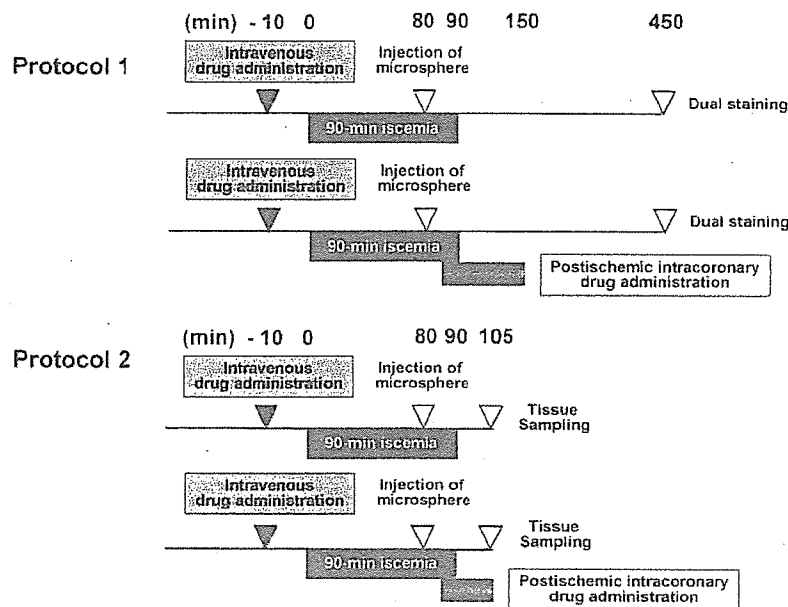 (min) - 10 0 80 90 150 450
Protocol 1
Intravenous
drug administration
Injection of
microsphere
Dual staining
90-min iscemia
Intravenous
drug administration
Injection of
microsphere
Dual staining
90-min iscemia
Postischemic intracoronary
drug administration
(min) - 10 0 80 90 105
Protocol 2
Intravenous
drug administration
Injection of
microsphere
Tissue
Sampling
90-min iscemia
Intravenous
drug administration
Injection of
microsphere
Tissue
Sampling
90-min iscemia
Postischemic intracoronary
drug administration